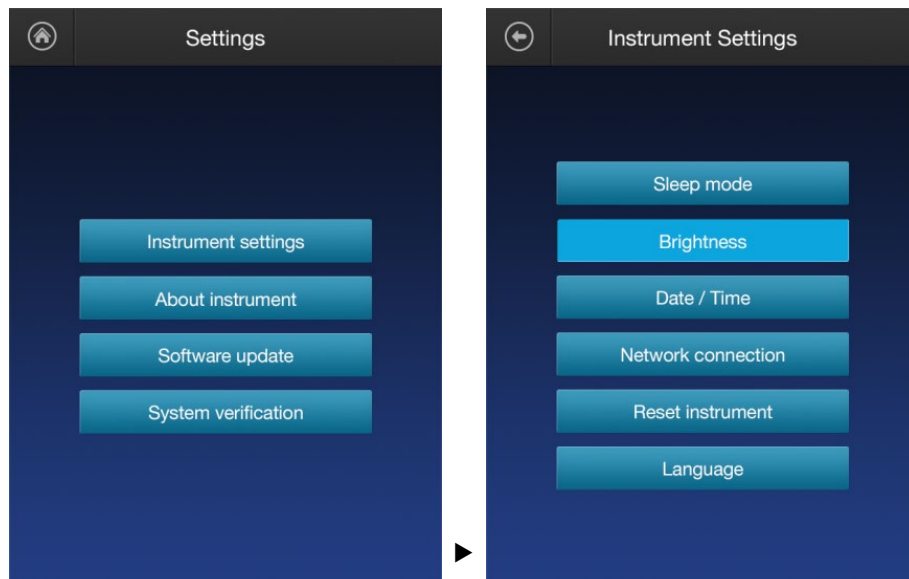 Settings
Instrument settings
About instrument
Software update
System verification
Instrument Settings
Sleep mode
Brightness
Date / Time
Network connection
Reset instrument
Language